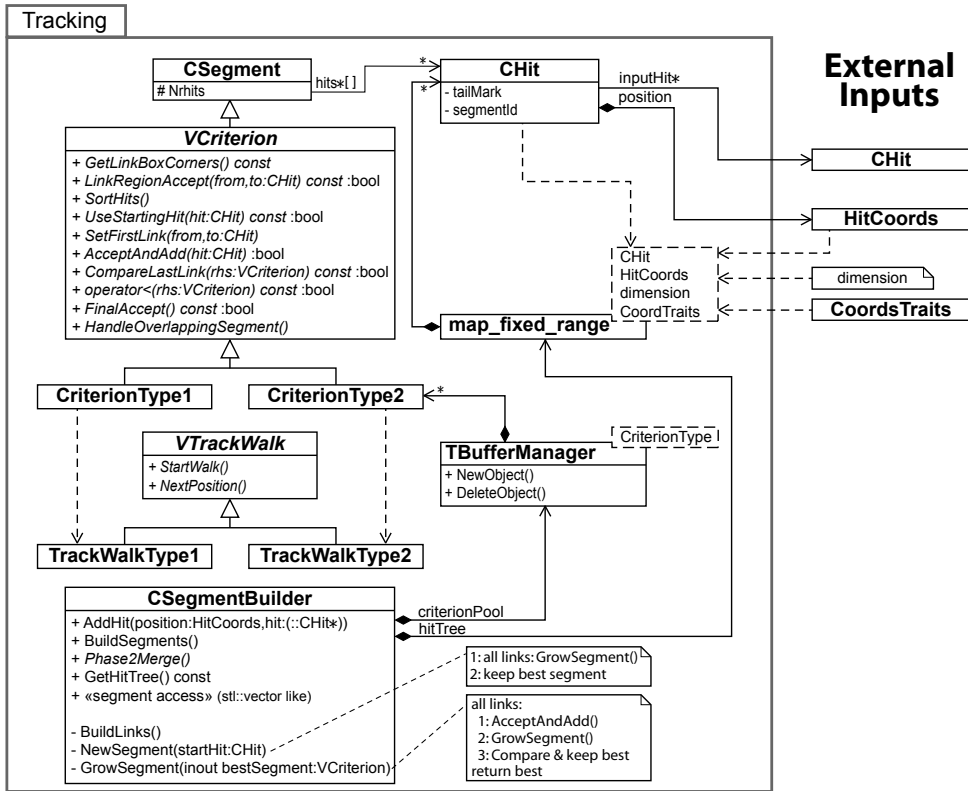 Tracking
External
Inputs
CSegment
# Nrhits
hits*[ ]
*
*
CHit
- tailMark
- segmentId
inputHit*
position
CHit
HitCoords
dimension
CoordsTraits
CHit
HitCoords
dimension
CoordTraits
map_fixed_range
VCriterion
+ GetLinkBoxCorners() const
+ LinkRegionAccept(from,to:CHit) const :bool
+ SortHits()
+ UseStartingHit(hit:CHit) const :bool
+ SetFirstLink(from,to:CHit)
+ AcceptAndAdd(hit:CHit) :bool
+ CompareLastLink(rhs:VCriterion) const :bool
+ operator<(rhs:VCriterion) const :bool
+ FinalAccept() const :bool
+ HandleOverlappingSegment()
CriterionType1
CriterionType2
*
VTrackWalk
+ StartWalk()
+ NextPosition()
CriterionType
TBufferManager
+ NewObject()
+ DeleteObject()
TrackWalkType1
TrackWalkType2
CSegmentBuilder
+ AddHit(position:HitCoords,hit:(::CHit*))
+ BuildSegments()
+ Phase2Merge()
+ GetHitTree() const
+ «segment access» (stl::vector like)
- BuildLinks()
- NewSegment(startHit:CHit)
- GrowSegment(inout bestSegment:VCriterion)
criterionPool
hitTree
1: all links: GrowSegment()
2: keep best segment
all links:
1: AcceptAndAdd()
2: GrowSegment()
3: Compare & keep best
return best